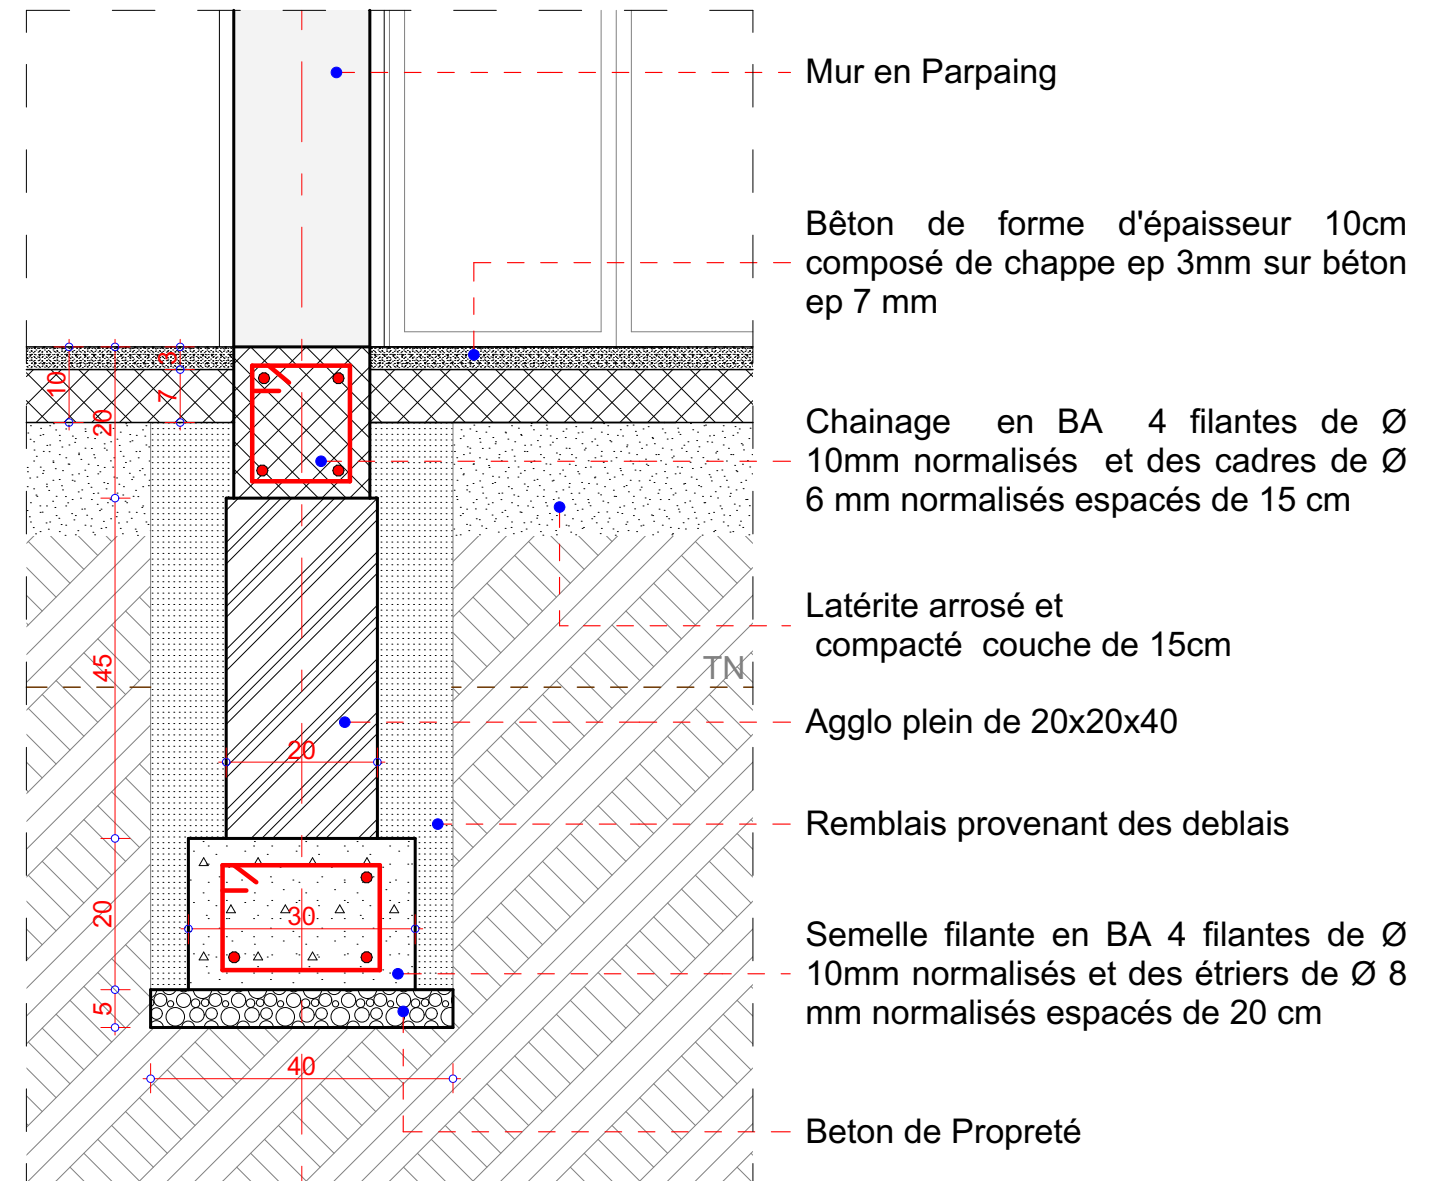 Mur en Parpaing
Bêton de forme d'épaisseur 10cm
composé de chappe ep 3mm sur béton
ep 7 mm
3
10
7
20
Chainage en BA 4 filantes de Ø
10mm normalisés et des cadres de Ø
6 mm normalisés espacés de 15 cm
Latérite arrosé et
compacté couche de 15cm
45
TN
Agglo plein de 20x20x40
20
Remblais provenant des deblais
20
30
Semelle filante en BA 4 filantes de Ø
10mm normalisés et des étriers de Ø 8
mm normalisés espacés de 20 cm
5
40
Beton de Propreté